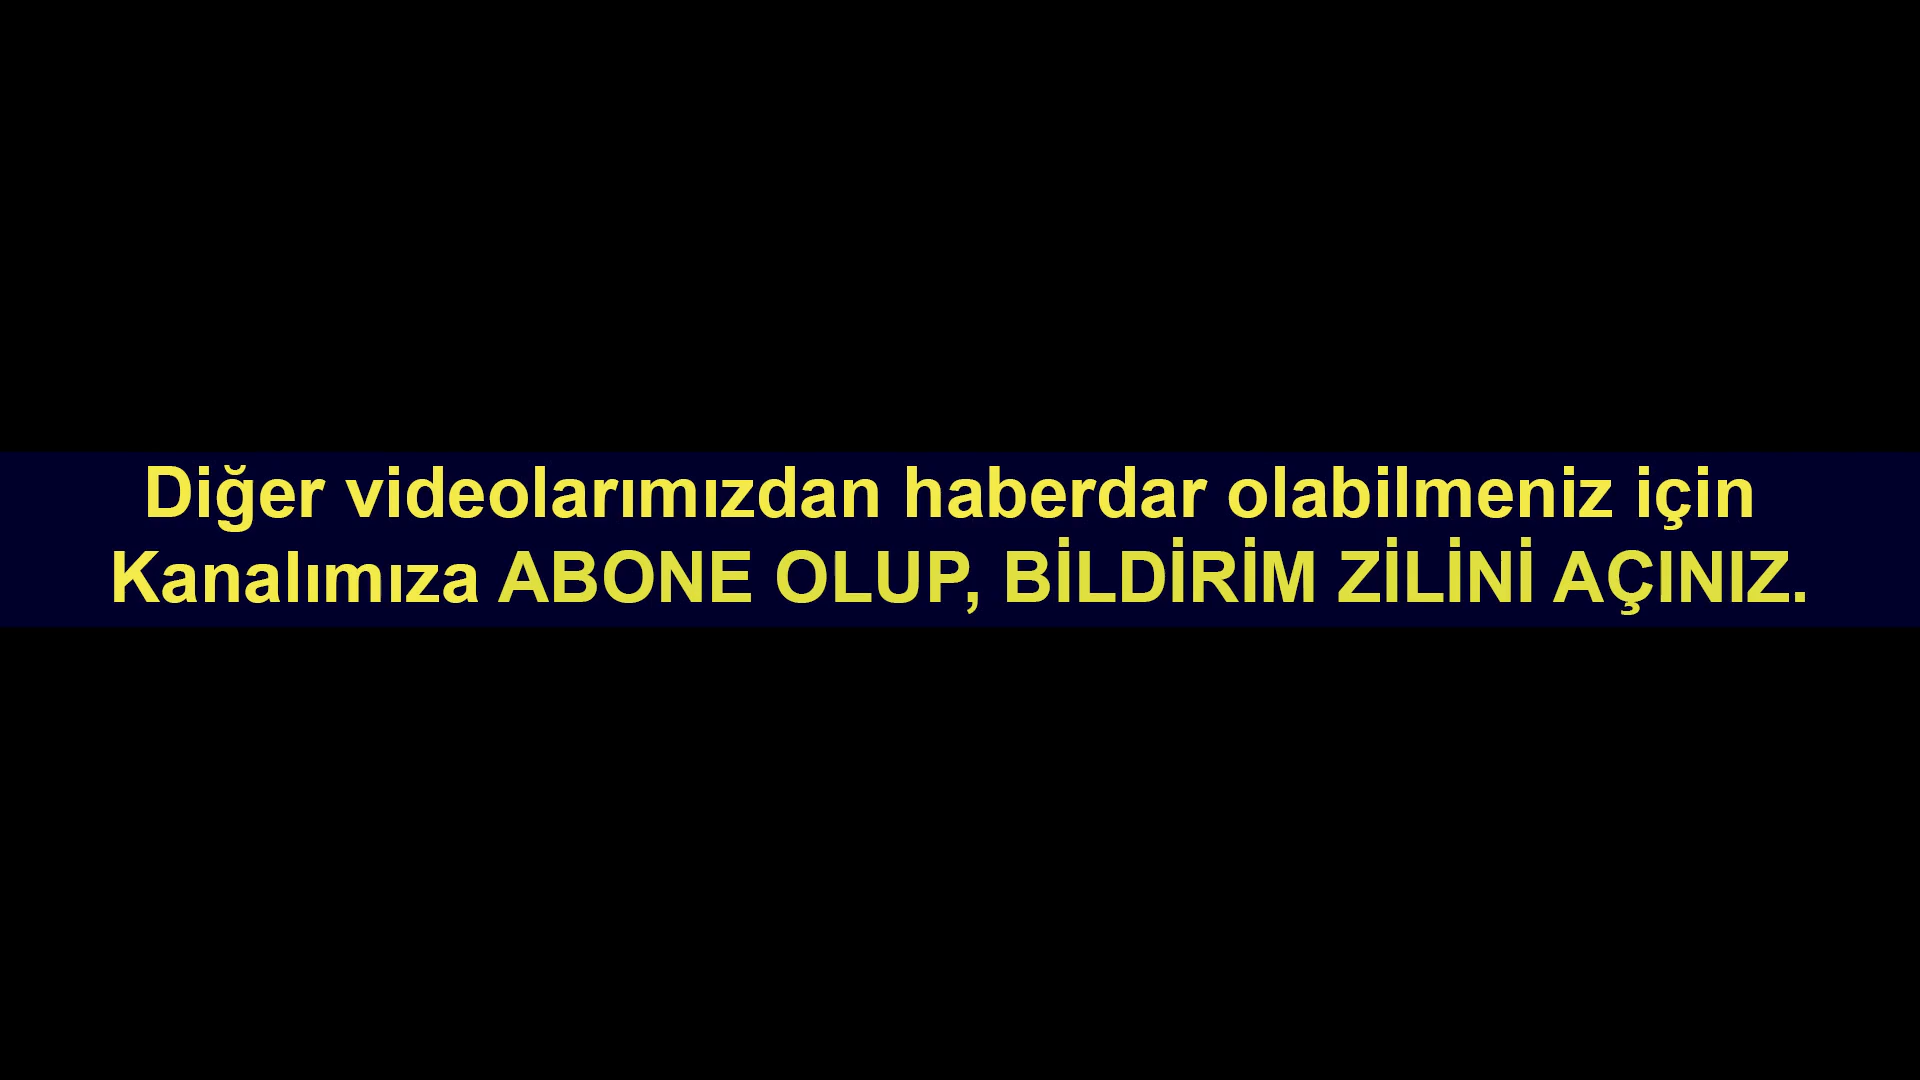 Diğer videolarımızdan haberdar olabilmeniz için
Kanalımıza ABONE OLUP, BİLDİRİM ZİLİNİ AÇINIZ.